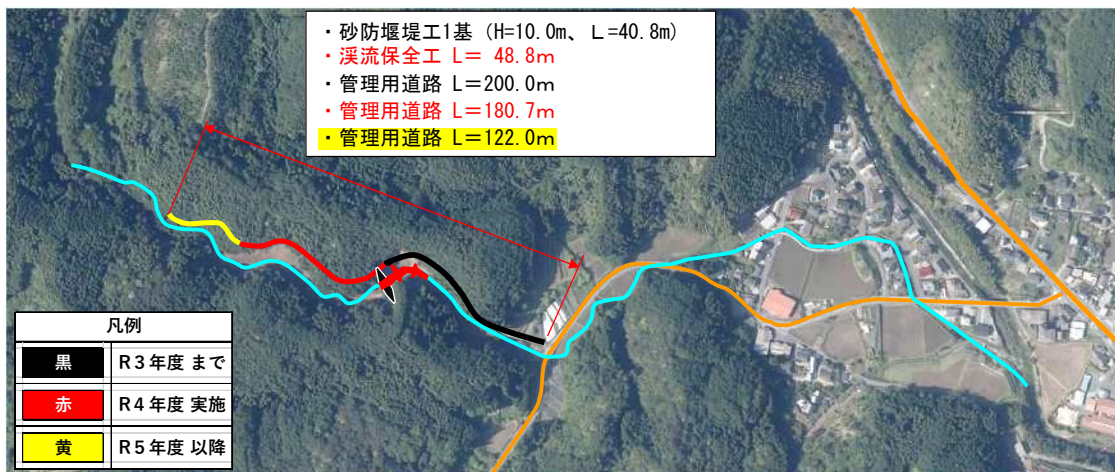 ・砂防堰堤工1基（H=10.0m、L=40.8m）
・渓流保全工 L= 48.8m
・管理用道路 L=200.0m
・管理用道路 L=180.7m
・管理用道路 L=122.0m
凡例
黒 R3年度 まで
赤 R4年度 実施
黄 R5年度 以降